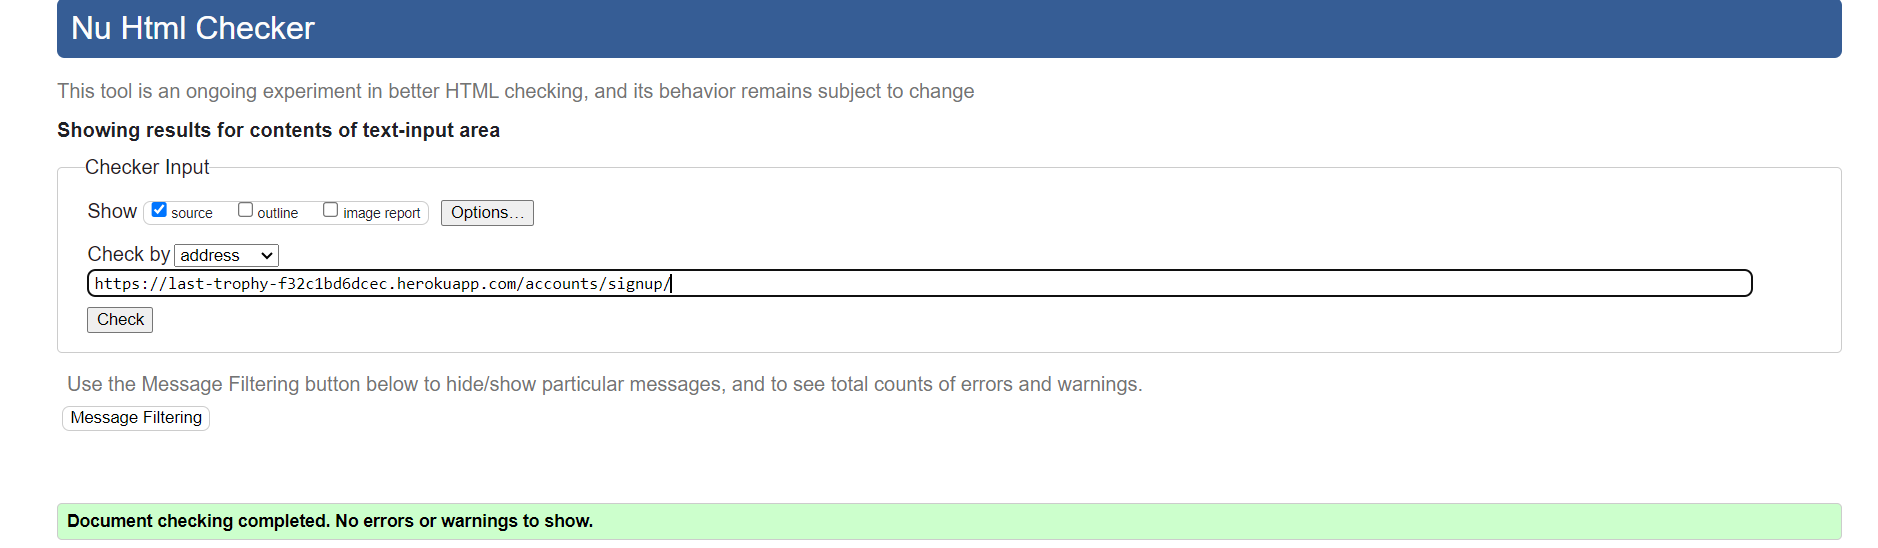 Nu Html Checker
This tool is an ongoing experiment in better HTML checking, and its behavior remains subject to change
Showing results for contents of text-input area
Checker Input
Show source outline image report Options...
Check by address
https://last-trophy-f32c1bd6dcec.herokuapp.com/accounts/signup/
Check
Use the Message Filtering button below to hide/show particular messages, and to see total counts of errors and warnings.
Message Filtering
Document checking completed. No errors or warnings to show.